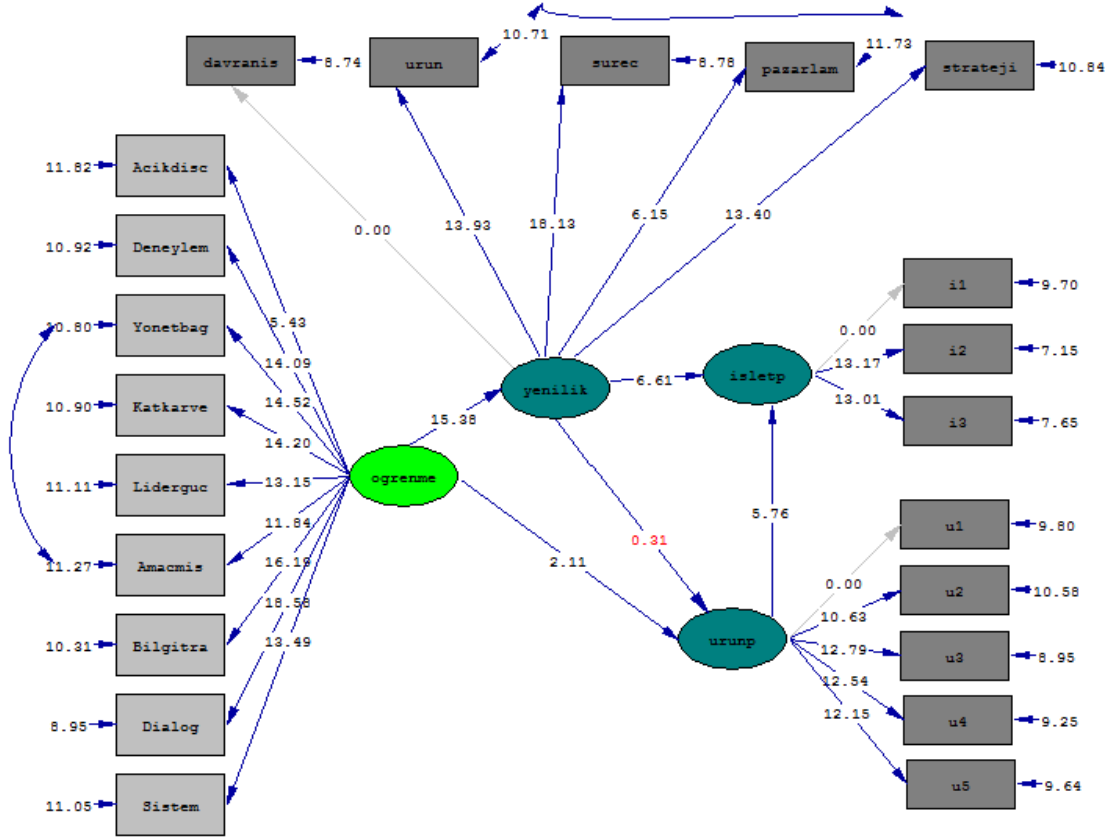 10.71
davranis
8.74
urun
surec
8.78
pazarlam
11.73
strateji
10.84
11.82
Acikdisc
10.92
Deneylem
10.80
Yonetbag
10.90
Katkarve
11.11
Liderguc
11.27
Amacmis
10.31
Bilgitra
8.95
Dialog
11.05
Sistem
0.00
13.93
18.13
6.15
13.40
5.43
14.09
14.52
14.20
13.15
11.84
16.19
18.58
13.49
ogrenme
15.38
yenilik
6.61
isletp
0.31
2.11
5.76
urunp
0.00
13.17
13.01
i1
9.70
i2
7.15
i3
7.65
0.00
10.63
12.79
12.54
12.15
u1
9.80
u2
10.58
u3
8.95
u4
9.25
u5
9.64